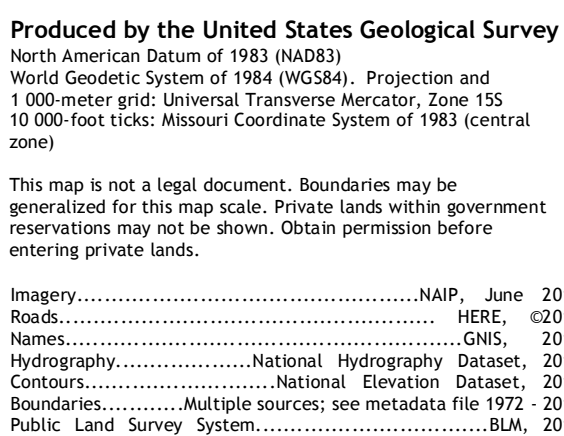 Produced by the United States Geological Survey
North American Datum of 1983 (NAD83)
World Geodetic System of 1984 (WGS84). Projection and
1 000-meter grid: Universal Transverse Mercator, Zone 15S
10 000-foot ticks: Missouri Coordinate System of 1983 (central
zone)
This map is not a legal document. Boundaries may be
generalized for this map scale. Private lands within government
reservations may not be shown. Obtain permission before
entering private lands.
Imagery..................................................NAIP, June 20
Roads...................................................... HERE, ©20
Names.........................................................GNIS, 20
Hydrography....................National Hydrography Dataset, 20
Contours............................National Elevation Dataset, 20
Boundaries............Multiple sources; see metadata file 1972 - 20
Public Land Survey System..................................BLM, 20